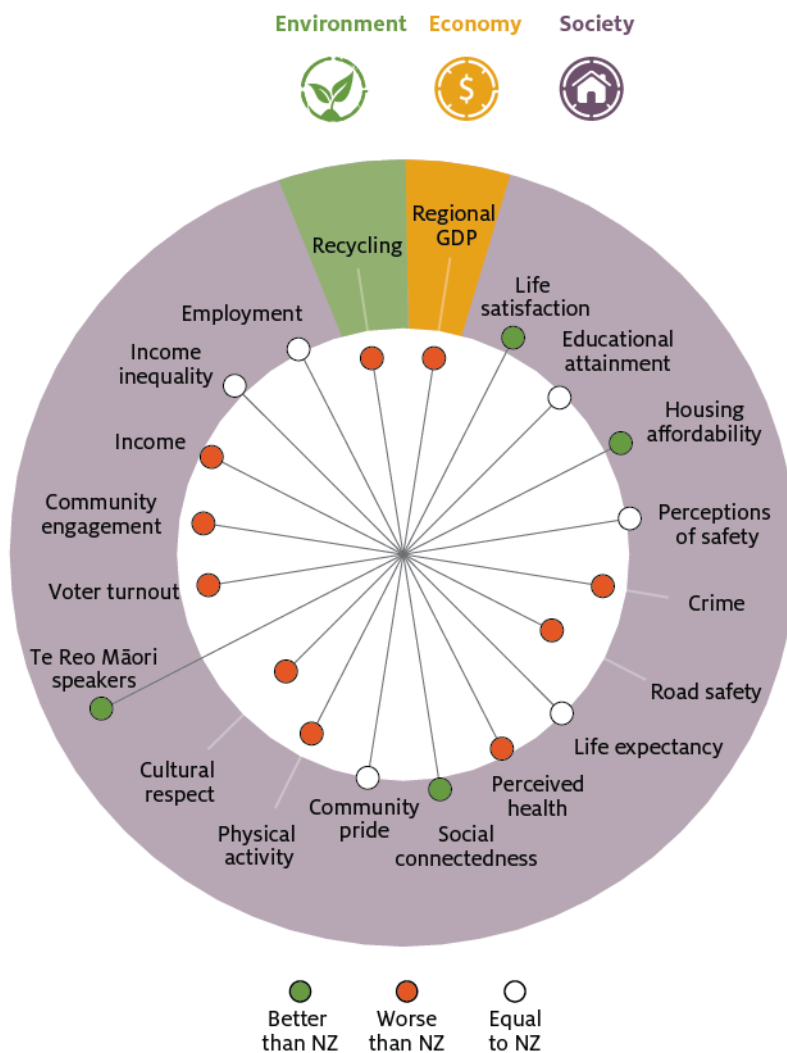 Environment
Economy
Society
$
Recycling
Regional
GDP
Life
satisfaction
Educational
attainment
Housing
affordability
Perceptions
of safety
Crime
Road safety
Life expectancy
Perceived
health
Social
connectedness
Community
pride
Physical
activity
Cultural
respect
Te Reo Māori
speakers
Voter turnout
Community
engagement
Income
Income
inequality
Employment
Better
than NZ
Worse
than NZ
Equal
to NZ